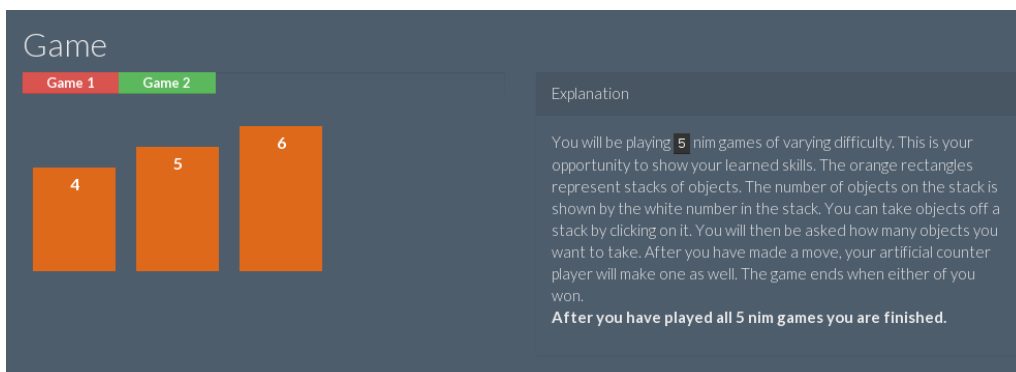 Game
Game 1
Game 2
4
5
6
Explanation
You will be playing 5 nim games of varying difficulty. This is your
opportunity to show your learned skills. The orange rectangles
represent stacks of objects. The number of objects on the stack is
shown by the white number in the stack. You can take objects off a
stack by clicking on it. You will then be asked how many objects you
want to take. After you have made a move, your artificial counter
player will make one as well. The game ends when either of you
won.
After you have played all 5 nim games you are finished.